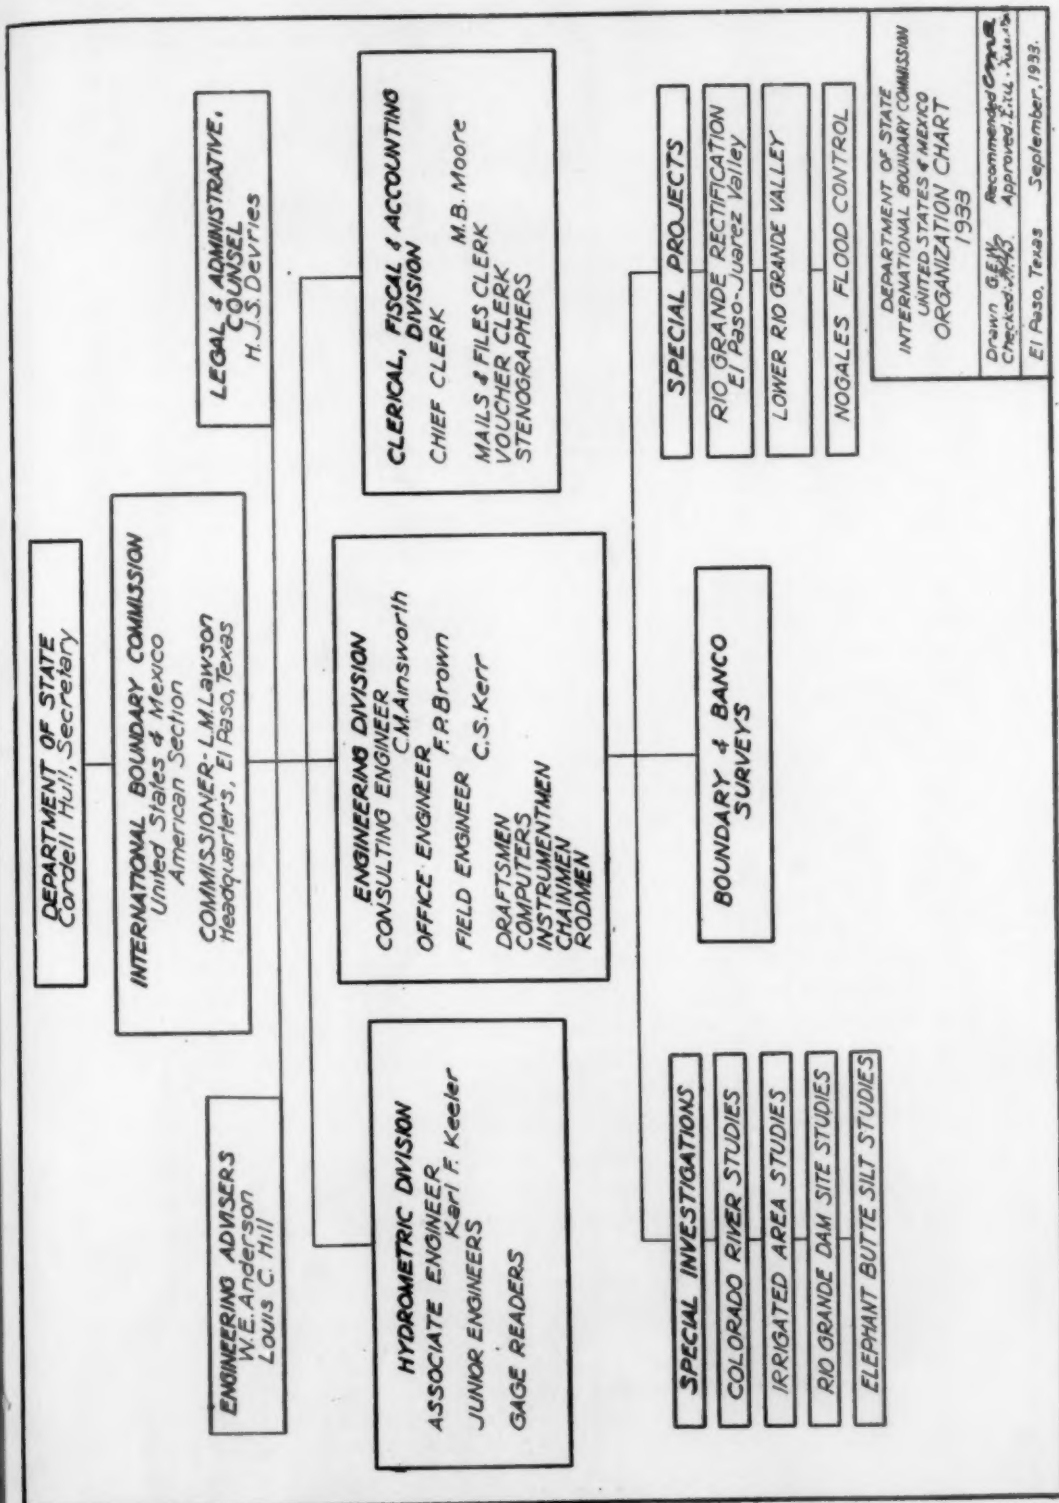 DEPARTMENT OF STATE
Cordell Hull, Secretary
INTERNATIONAL BOUNDARY COMMISSION
United States & Mexico
American Section
COMMISSIONER-L.M.Lawson
Headquarters, El Paso, Texas
ENGINEERING ADVISERS
W.E. Anderson
Louis C. Hill
LEGAL & ADMINISTRATIVE,
COUNSEL
H.J.S. Devries
HYDROMETRIC DIVISION
ASSOCIATE ENGINEER
Karl F. Keeler
JUNIOR ENGINEERS
GAGE READERS
ENGINEERING DIVISION
CONSULTING ENGINEER
C.M. Ainsworth
OFFICE ENGINEER
F.P. Brown
FIELD ENGINEER
C.S. Kerr
DRAFTSMEN
COMPUTERS
INSTRUMENTMEN
CHAINMEN
RODMEN
CLERICAL, FISCAL & ACCOUNTING
DIVISION
CHIEF CLERK
M.B. Moore
MAILS & FILES CLERK
VOUCHER CLERK
STENOGRAPHERS
SPECIAL INVESTIGATIONS
COLORADO RIVER STUDIES
IRRIGATED AREA STUDIES
RIO GRANDE DAM SITE STUDIES
ELEPHANT BUTTE SILT STUDIES
BOUNDARY & BANCO
SURVEYS
SPECIAL PROJECTS
RIO GRANDE RECTIFICATION
El Paso-Juarez Valley
LOWER RIO GRANDE VALLEY
NOGALES FLOOD CONTROL
DEPARTMENT OF STATE
INTERNATIONAL BOUNDARY COMMISSION
UNITED STATES & MEXICO
ORGANIZATION CHART
1933
Drawn G.E.W. Recommended
Checked Approved
El Paso, Texas September, 1933.